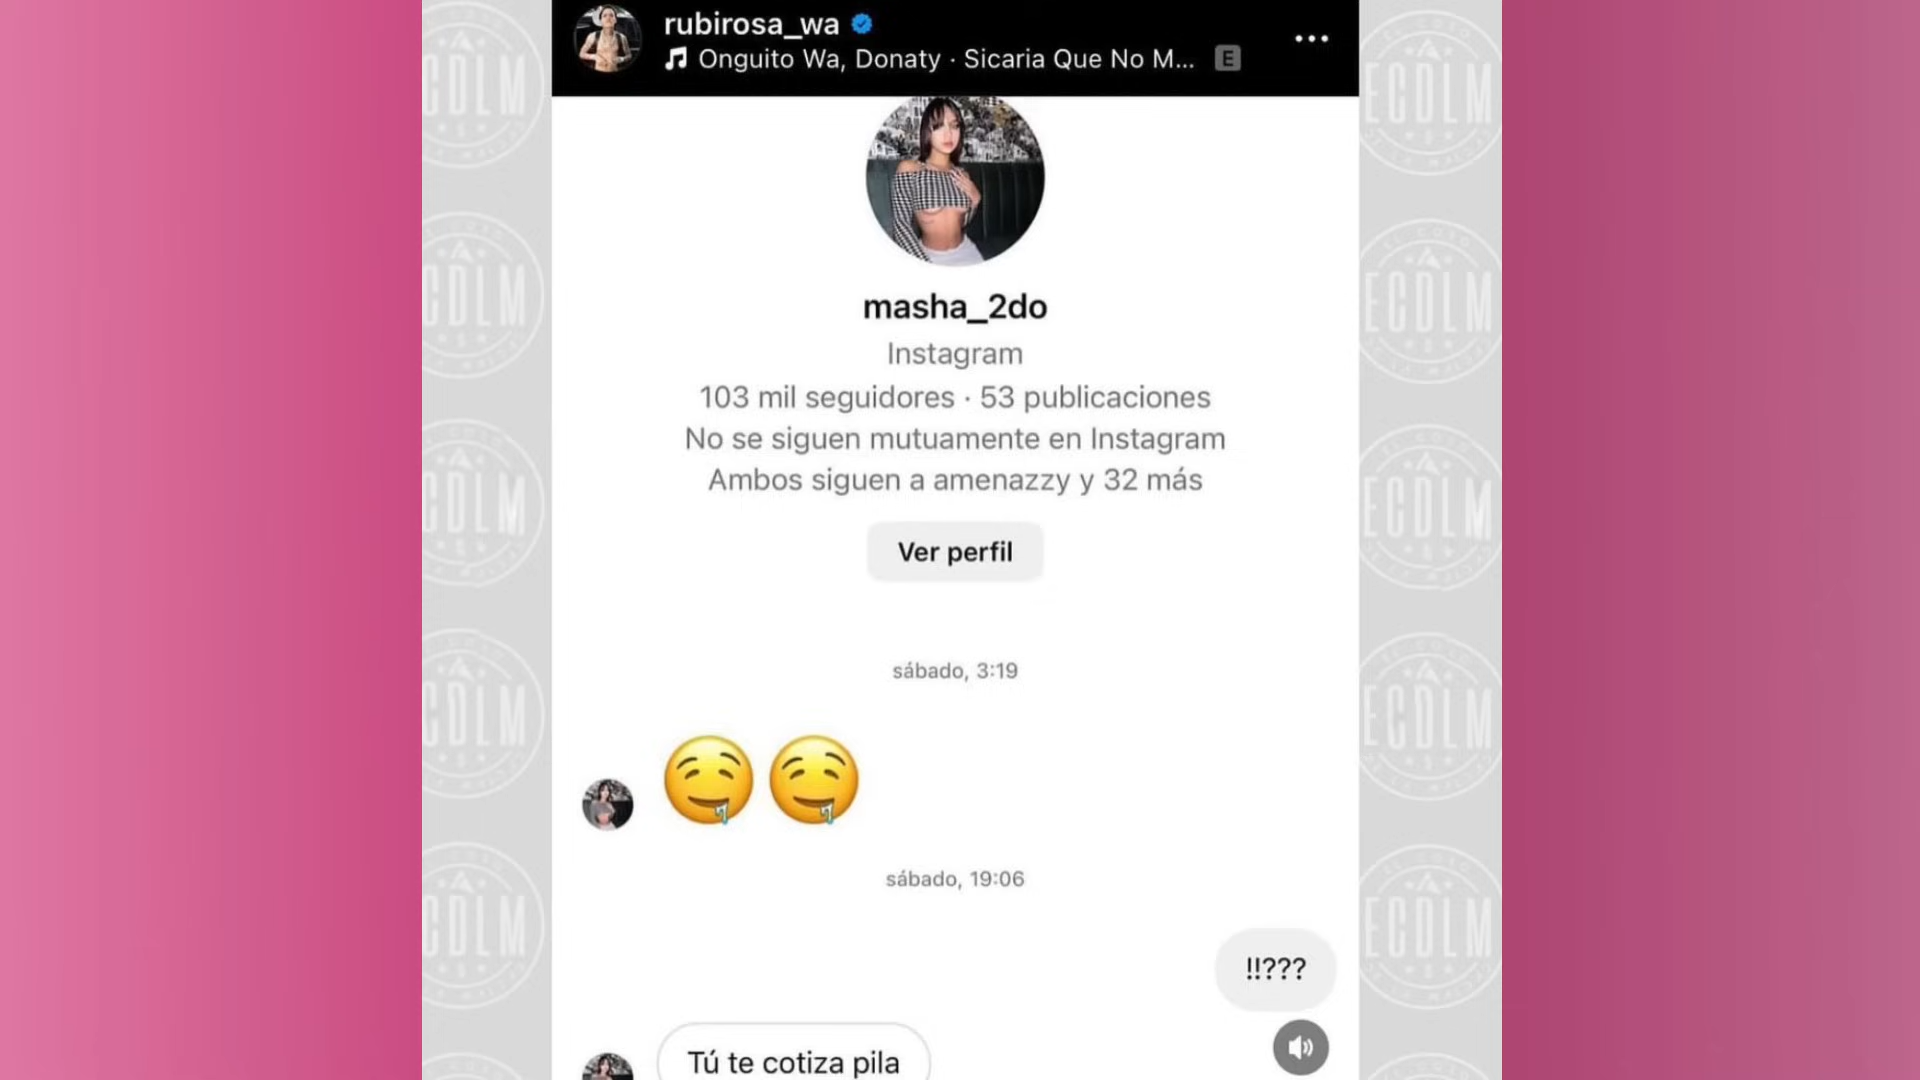 rubirosa_wa
Onguito Wa, Donaty · Sicaria Que No M... E
masha_2do
Instagram
103 mil seguidores · 53 publicaciones
No se siguen mutuamente en Instagram
Ambos siguen a amenazzy y 32 más
Ver perfil
sábado, 3:19
sábado, 19:06
!!???
Tú te cotiza pila
ECDLM